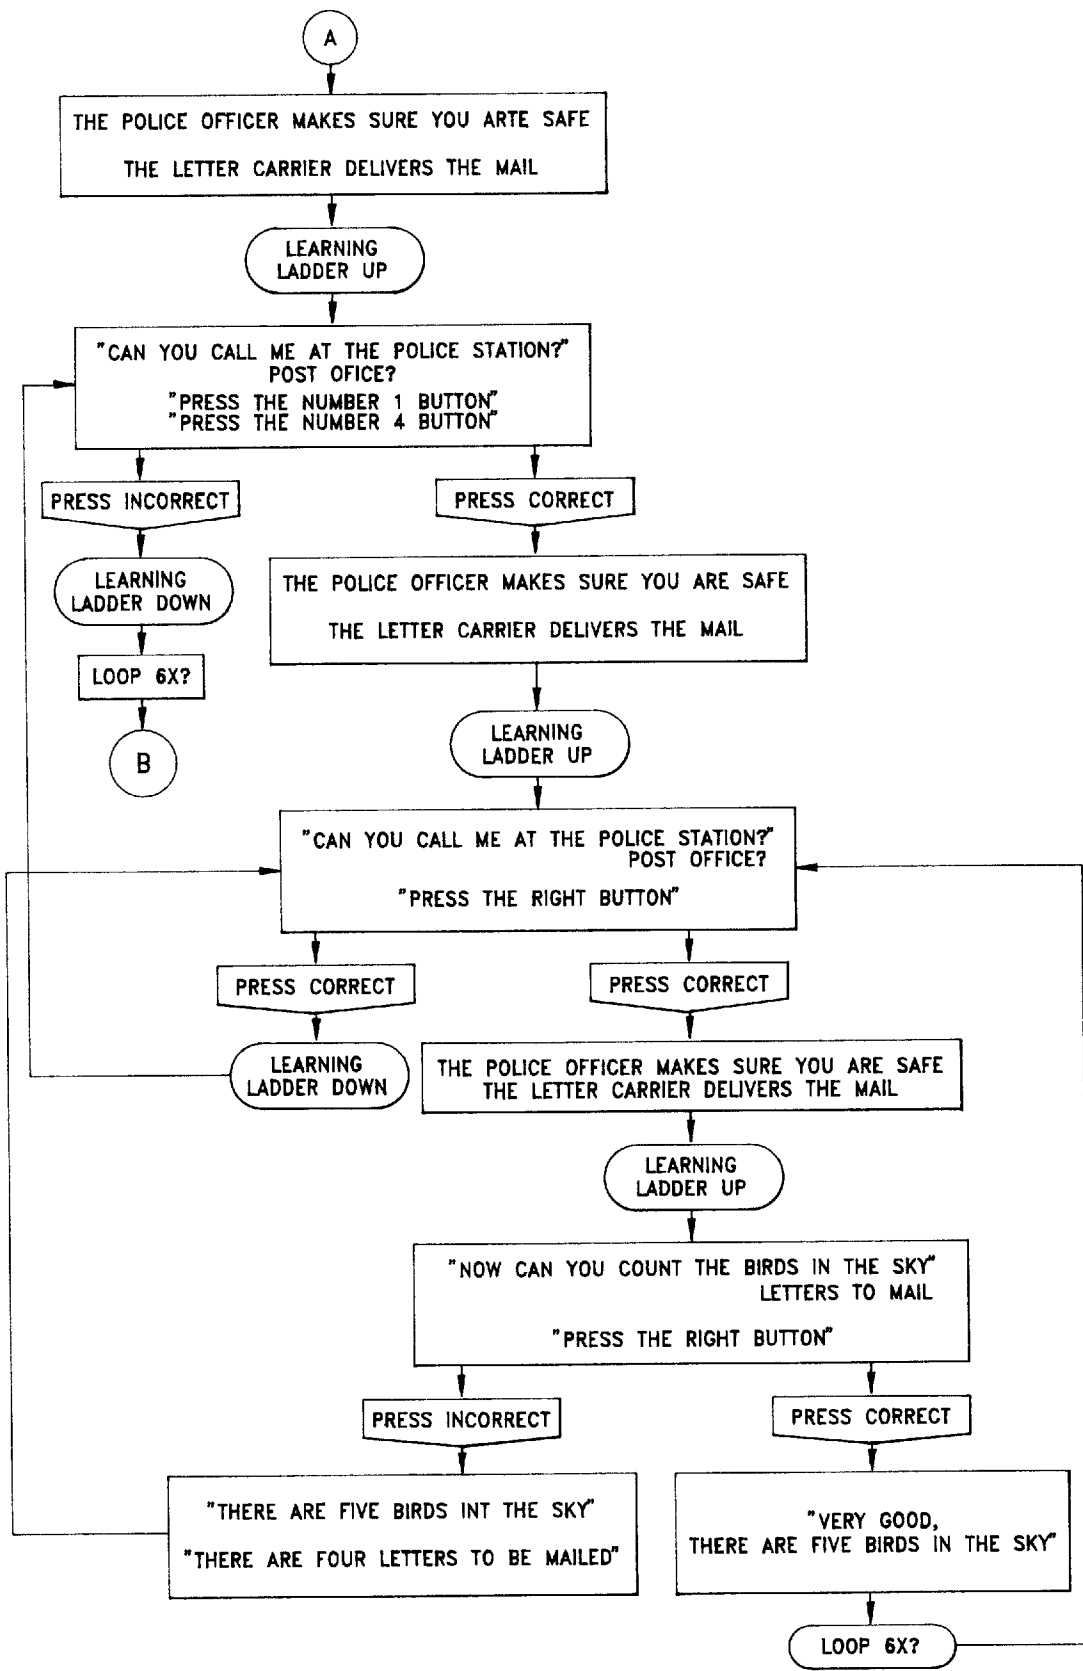 A
THE POLICE OFFICER MAKES SURE YOU ARTE SAFE
THE LETTER CARRIER DELIVERS THE MAIL
LEARNING
LADDER UP
"CAN YOU CALL ME AT THE POLICE STATION?"
POST OFICE?
"PRESS THE NUMBER 1 BUTTON"
"PRESS THE NUMBER 4 BUTTON"
PRESS INCORRECT
PRESS CORRECT
LEARNING
LADDER DOWN
THE POLICE OFFICER MAKES SURE YOU ARE SAFE
THE LETTER CARRIER DELIVERS THE MAIL
LOOP 6X?
B
LEARNING
LADDER UP
"CAN YOU CALL ME AT THE POLICE STATION?"
POST OFFICE?
"PRESS THE RIGHT BUTTON"
PRESS CORRECT
PRESS CORRECT
LEARNING
LADDER DOWN
THE POLICE OFFICER MAKES SURE YOU ARE SAFE
THE LETTER CARRIER DELIVERS THE MAIL
LEARNING
LADDER UP
"NOW CAN YOU COUNT THE BIRDS IN THE SKY"
LETTERS TO MAIL
"PRESS THE RIGHT BUTTON"
PRESS INCORRECT
PRESS CORRECT
"THERE ARE FIVE BIRDS INT THE SKY"
"THERE ARE FOUR LETTERS TO BE MAILED"
"VERY GOOD,
THERE ARE FIVE BIRDS IN THE SKY"
LOOP 6X?